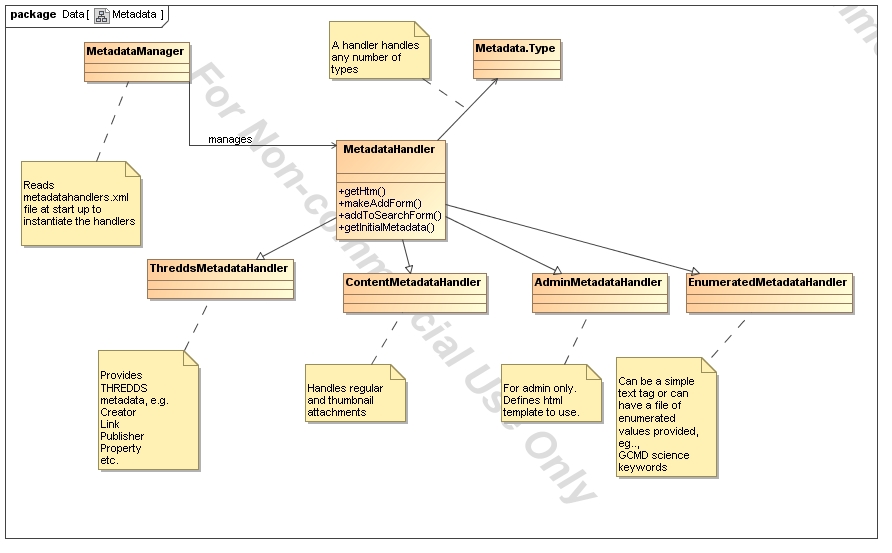 package Data[ Metadata ]
MetadataManager
A handler handles
any number of
types
Metadata.Type
manages
MetadataHandler
+getHtm()
+makeAddForm()
+addToSearchForm()
+getInitialMetadata()
Reads
metadatahandlers.xml
file at start up to
instantiate the handlers
ThreddsMetadataHandler
ContentMetadataHandler
AdminMetadataHandler
EnumeratedMetadataHandler
Provides
THREDDS
metadata, e.g.
Creator
Link
Publisher
Property
etc.
Handles regular
and thumbnail
attachments
For admin only.
Defines html
template to use.
Can be a simple
text tag or can
have a file of
enumerated
values provided,
eg..,
GCMD science
keywords
For Non-commercial Use Only